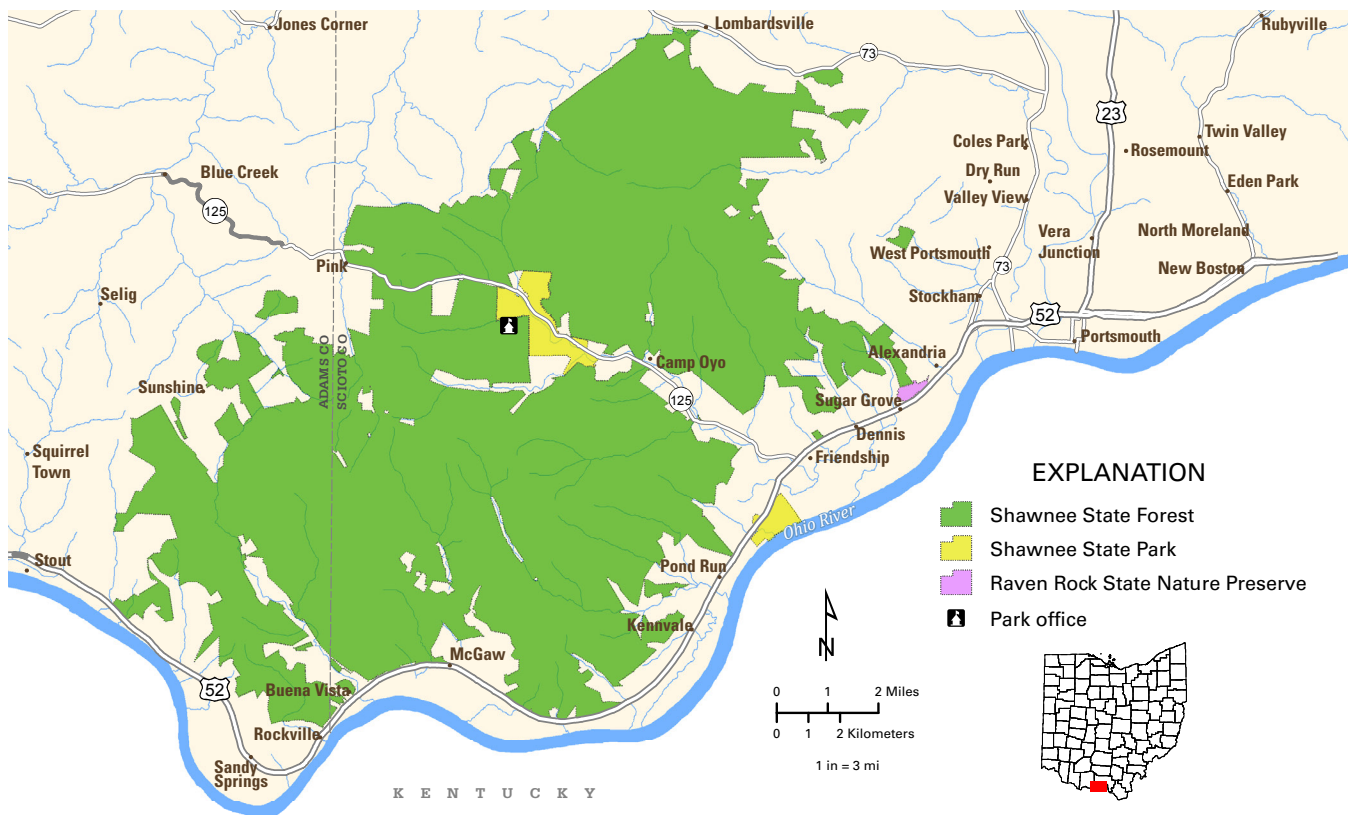 Jones Corner
Lombardsville
Rubyville
73
23
Coles Park
Twin Valley
Rosemount
Dry Run
Blue Creek
Eden Park
Valley View
125
Vera
Junction
North Moreland
West Portsmouth
Pink
New Boston
73
Selig
Stockham
52
Portsmouth
ADAMS CO
SCIOTO CO
Alexandria
Camp Oyo
Sunshine
125
Sugar Grove
Dennis
Squirrel
Town
Friendship
Ohio River
Stout
Pond Run
Kennvale
McGaw
52
Buena Vista
Rockville
Sandy
Springs
KENTUCKY
EXPLANATION
Shawnee State Forest
Shawnee State Park
Raven Rock State Nature Preserve
Park office
N
0 1 2 Miles
0 1 2 Kilometers
1 in = 3 mi